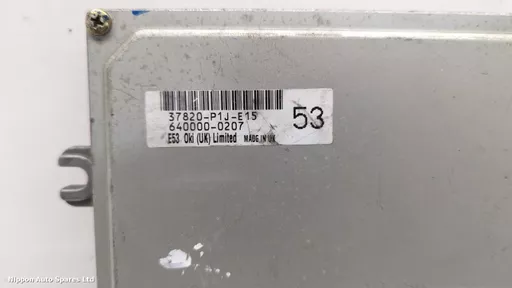 37820-P1J-E15
640000-0207
E53 Oki (UK) Limited MADE IN UK
53
Nippon Auto Spares Ltd